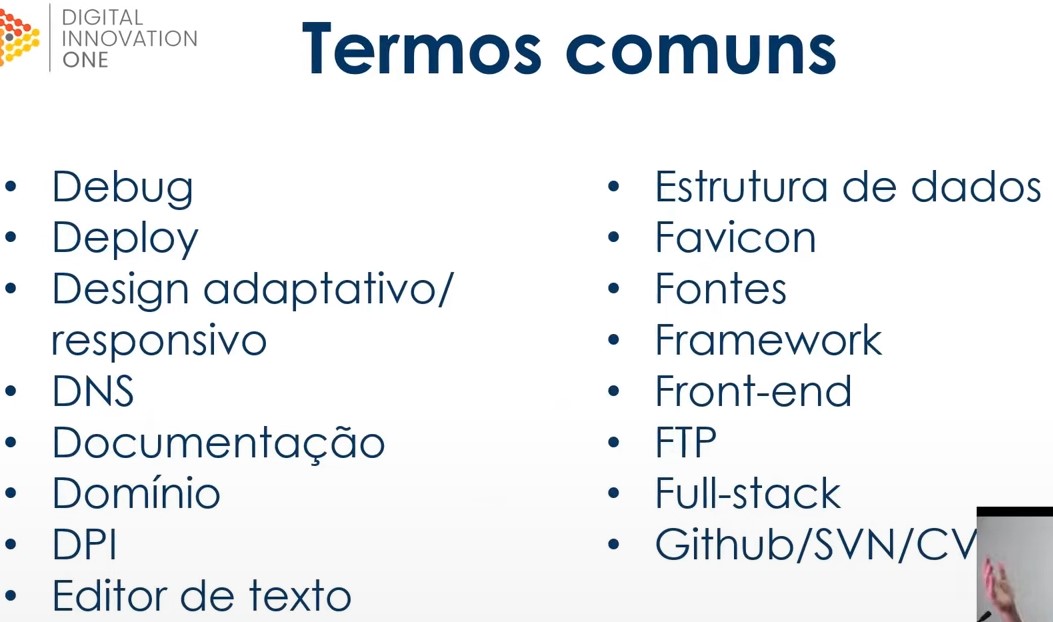 DIGITAL
INNOVATION
ONE
Termos comuns
• Debug
• Deploy
• Design adaptativo/
responsivo
• DNS
• Documentação
• Domínio
• DPI
• Editor de texto
• Estrutura de dados
• Favicon
• Fontes
• Framework
• Front-end
• FTP
• Full-stack
• Github/SVN/CV